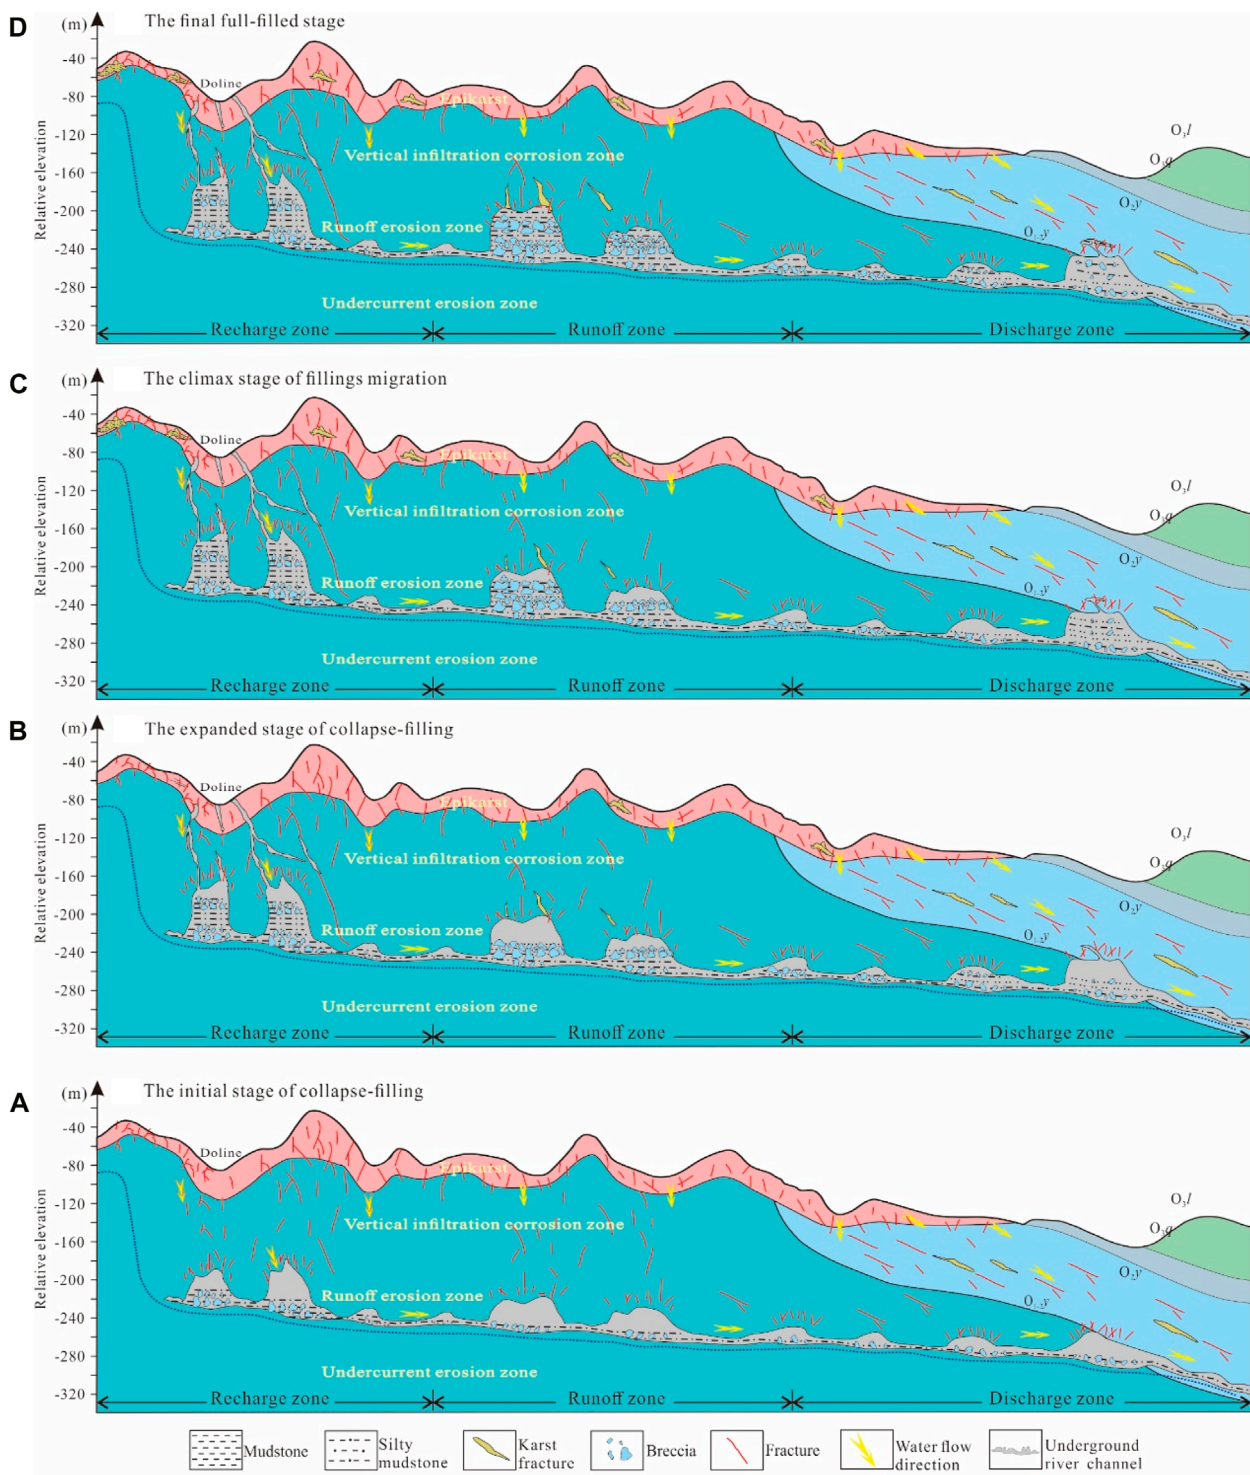 D
(m)
The final full-filled stage
-40
-80
-120
-160
-200
-240
-280
-320
Relative elevation
Doline
Epikarst
Vertical infiltration corrosion zone
Runoff erosion zone
Undercurrent erosion zone
O₃l
O₃q
O₂y
O₁₋₂y
Recharge zone
Runoff zone
Discharge zone
C
(m)
The climax stage of fillings migration
-40
-80
-120
-160
-200
-240
-280
-320
Relative elevation
Doline
Epikarst
Vertical infiltration corrosion zone
Runoff erosion zone
Undercurrent erosion zone
O₃l
O₃q
O₂y
O₁₋₂y
Recharge zone
Runoff zone
Discharge zone
B
(m)
The expanded stage of collapse-filling
-40
-80
-120
-160
-200
-240
-280
-320
Relative elevation
Doline
Epikarst
Vertical infiltration corrosion zone
Runoff erosion zone
Undercurrent erosion zone
O₃l
O₃q
O₂y
O₁₋₂y
Recharge zone
Runoff zone
Discharge zone
A
(m)
The initial stage of collapse-filling
-40
-80
-120
-160
-200
-240
-280
-320
Relative elevation
Doline
Epikarst
Vertical infiltration corrosion zone
Runoff erosion zone
Undercurrent erosion zone
O₃l
O₃q
O₂y
O₁₋₂y
Recharge zone
Runoff zone
Discharge zone
Mudstone
Silty
mudstone
Karst
fracture
Breccia
Fracture
Water flow
direction
Underground
river channel